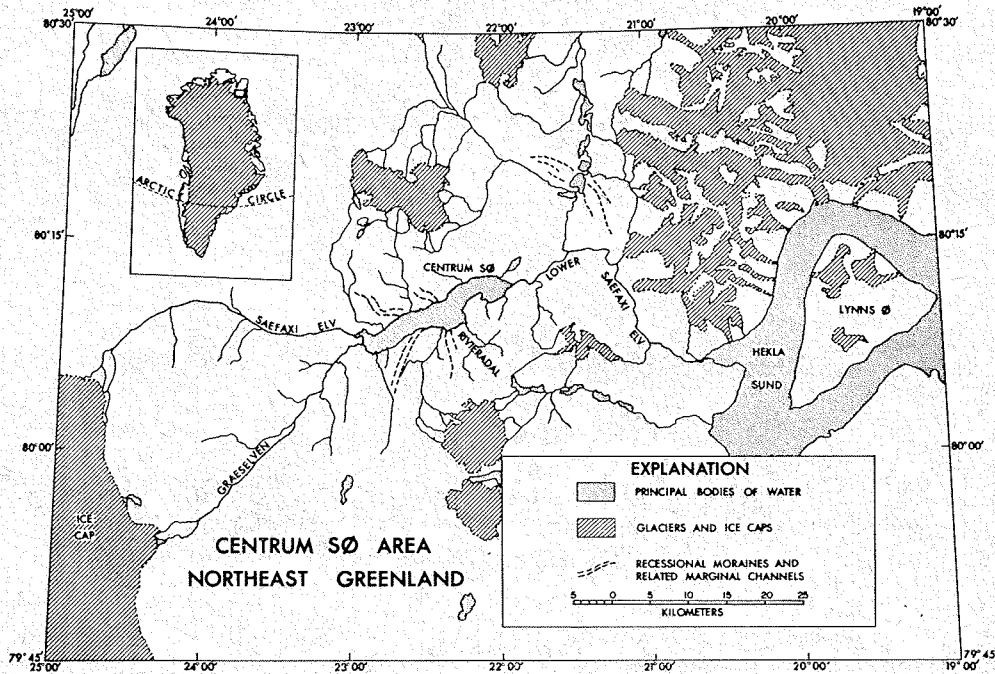 25°00'
24°00'
23°00'
22°00'
21°00'
20°00'
19°00'
80°30'
80°30'
ARCTIC CIRCLE
80°15'
80°15'
CENTRUM SØ
LOWER SAEFAXI ELV
SAEFAXI ELV
RIVIERADAL
LYNNS Ø
HEKLA
SUND
80°00'
80°00'
GRAESELVEN
ICE
CAP
CENTRUM SØ AREA
NORTHEAST GREENLAND
EXPLANATION
PRINCIPAL BODIES OF WATER
GLACIERS AND ICE CAPS
RECESSIONAL MORAINES AND
RELATED MARGINAL CHANNELS
5 0 5 10 15 20 25
KILOMETERS
79°45'
79°45'
25°00'
24°00'
23°00'
22°00'
21°00'
20°00'
19°00'